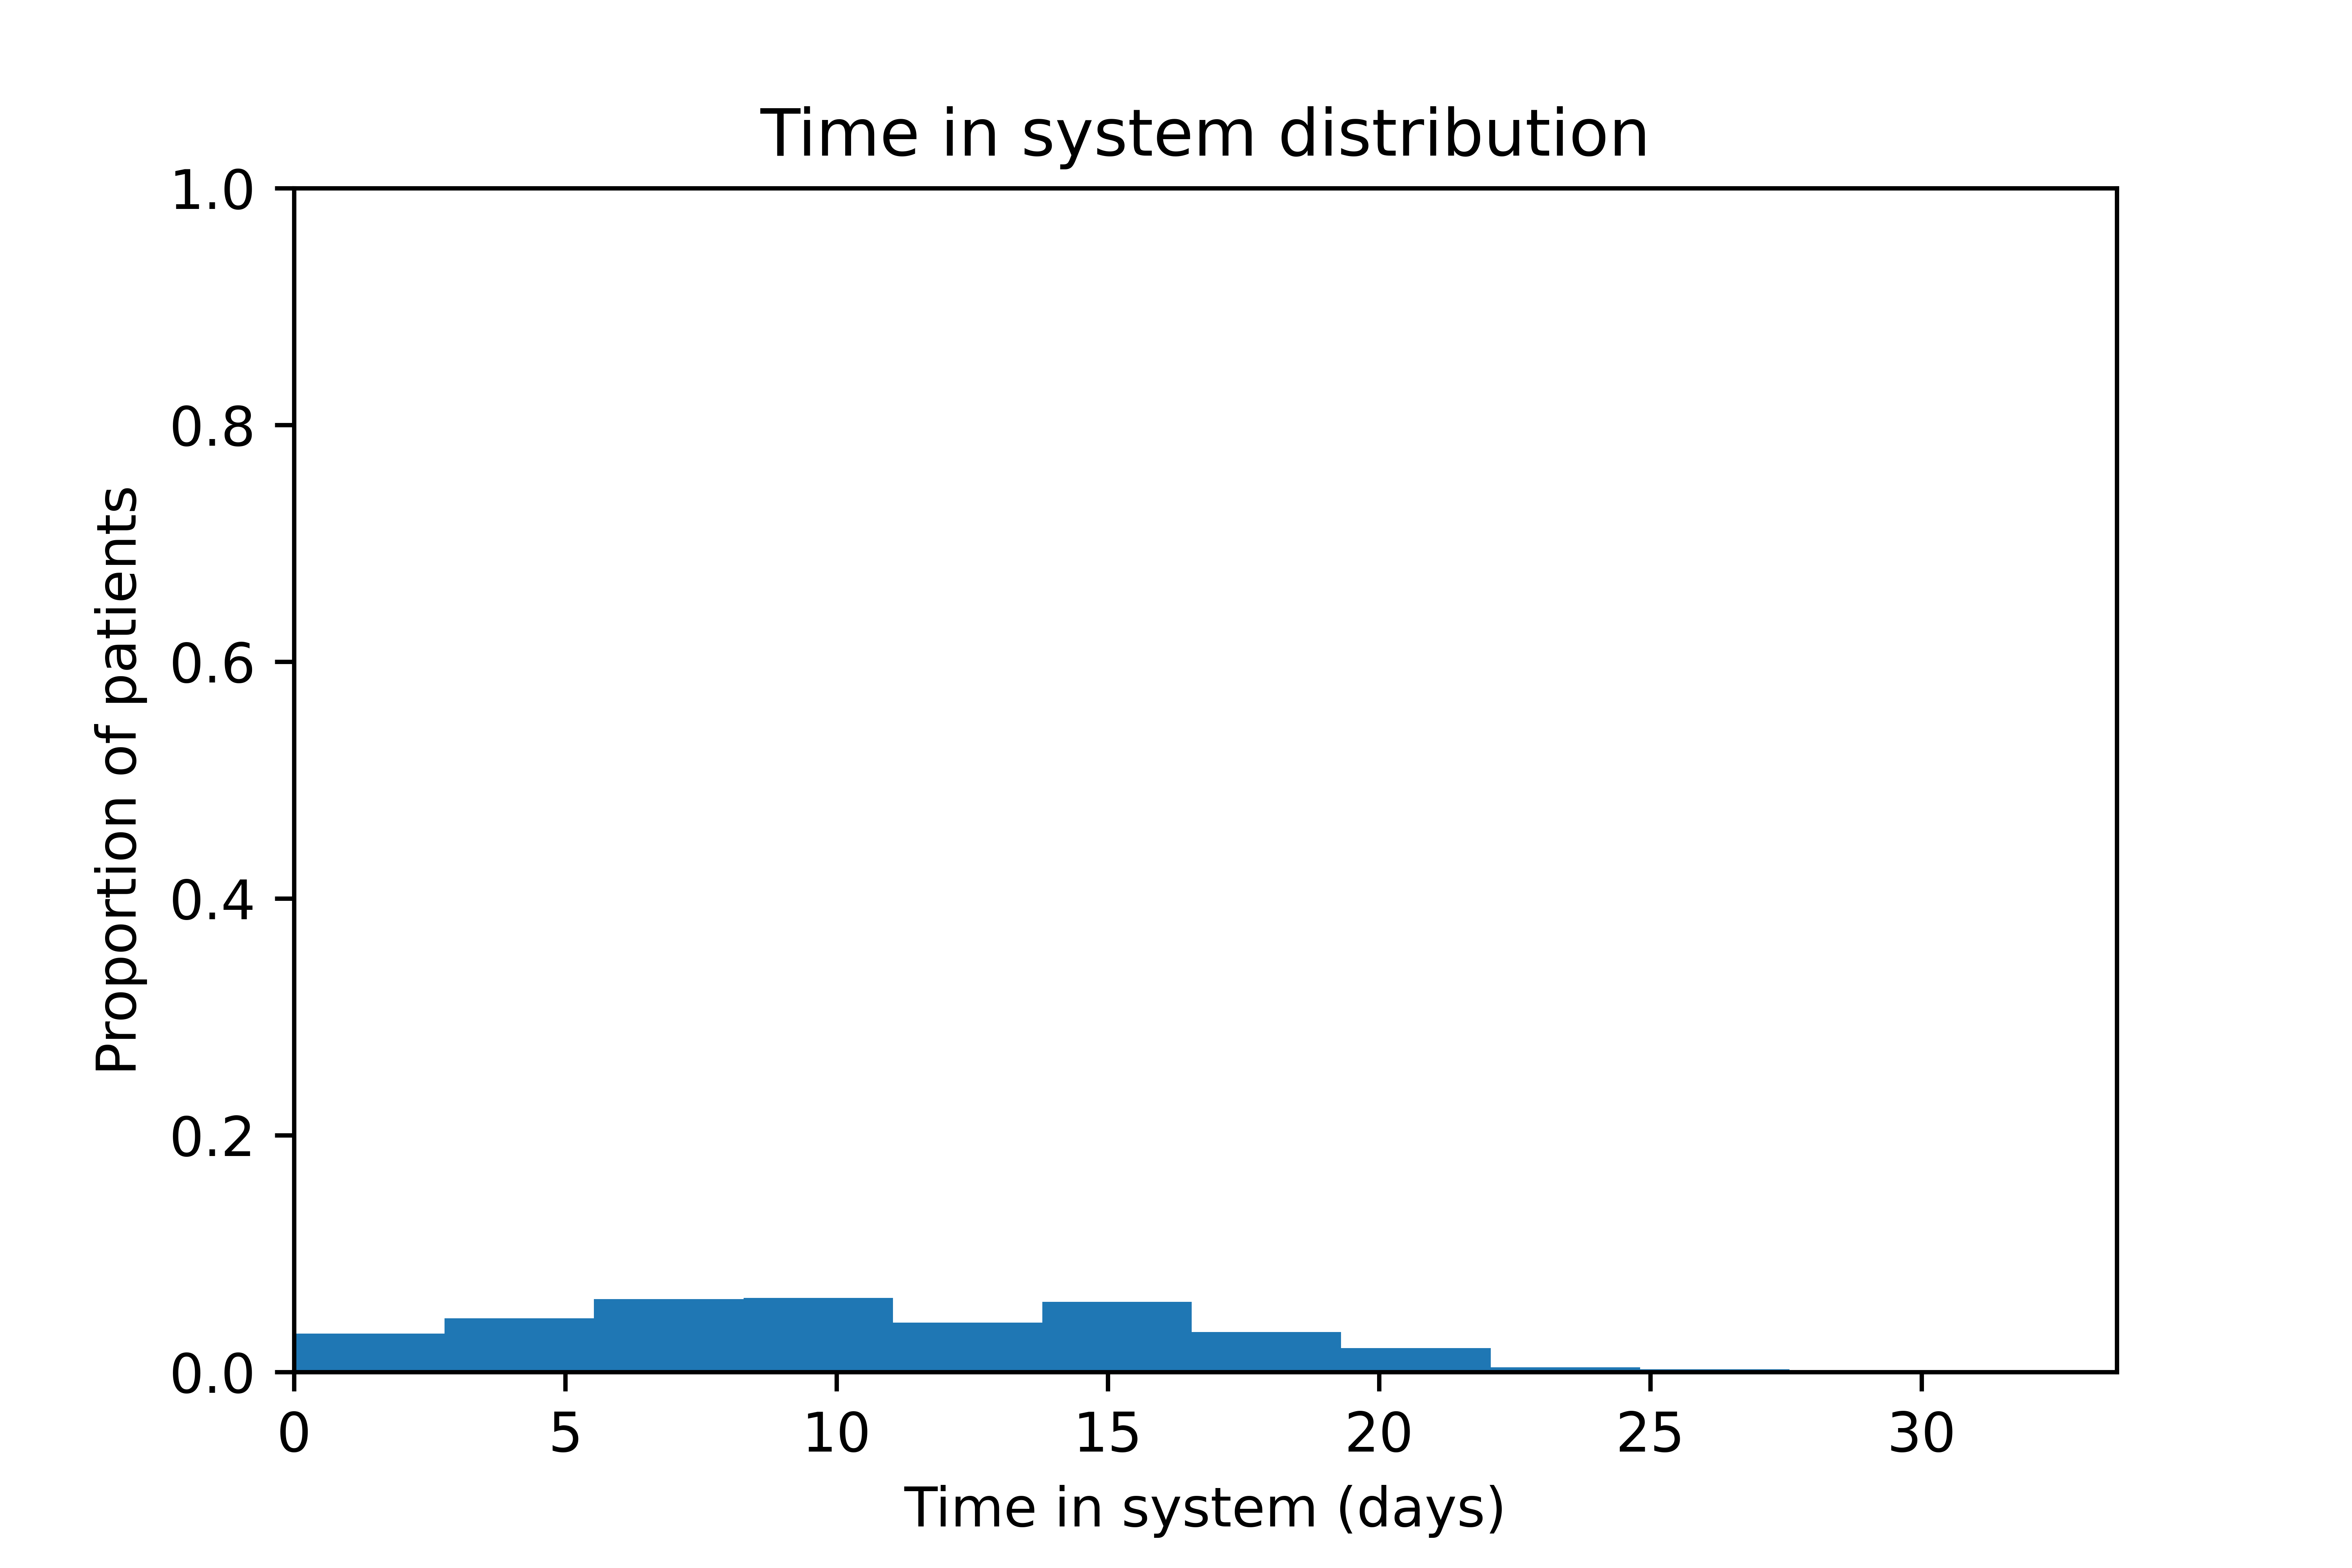 Time in system distribution
1.0
0.8
0.6
0.4
0.2
0.0
Proportion of patients
0 5 10 15 20 25 30
Time in system (days)